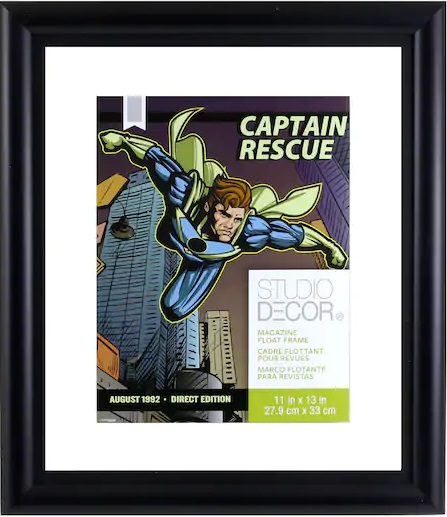 CAPTAIN
RESCUE
STUDIO
DECOR®
MAGAZINE
FLOAT FRAME
CADRE FLOTTANT
POUR REVUES
MARCO FLOTANTE
PARA REVISTAS
11 in x 13 in
27.9 cm x 33 cm
AUGUST 1992 • DIRECT EDITION